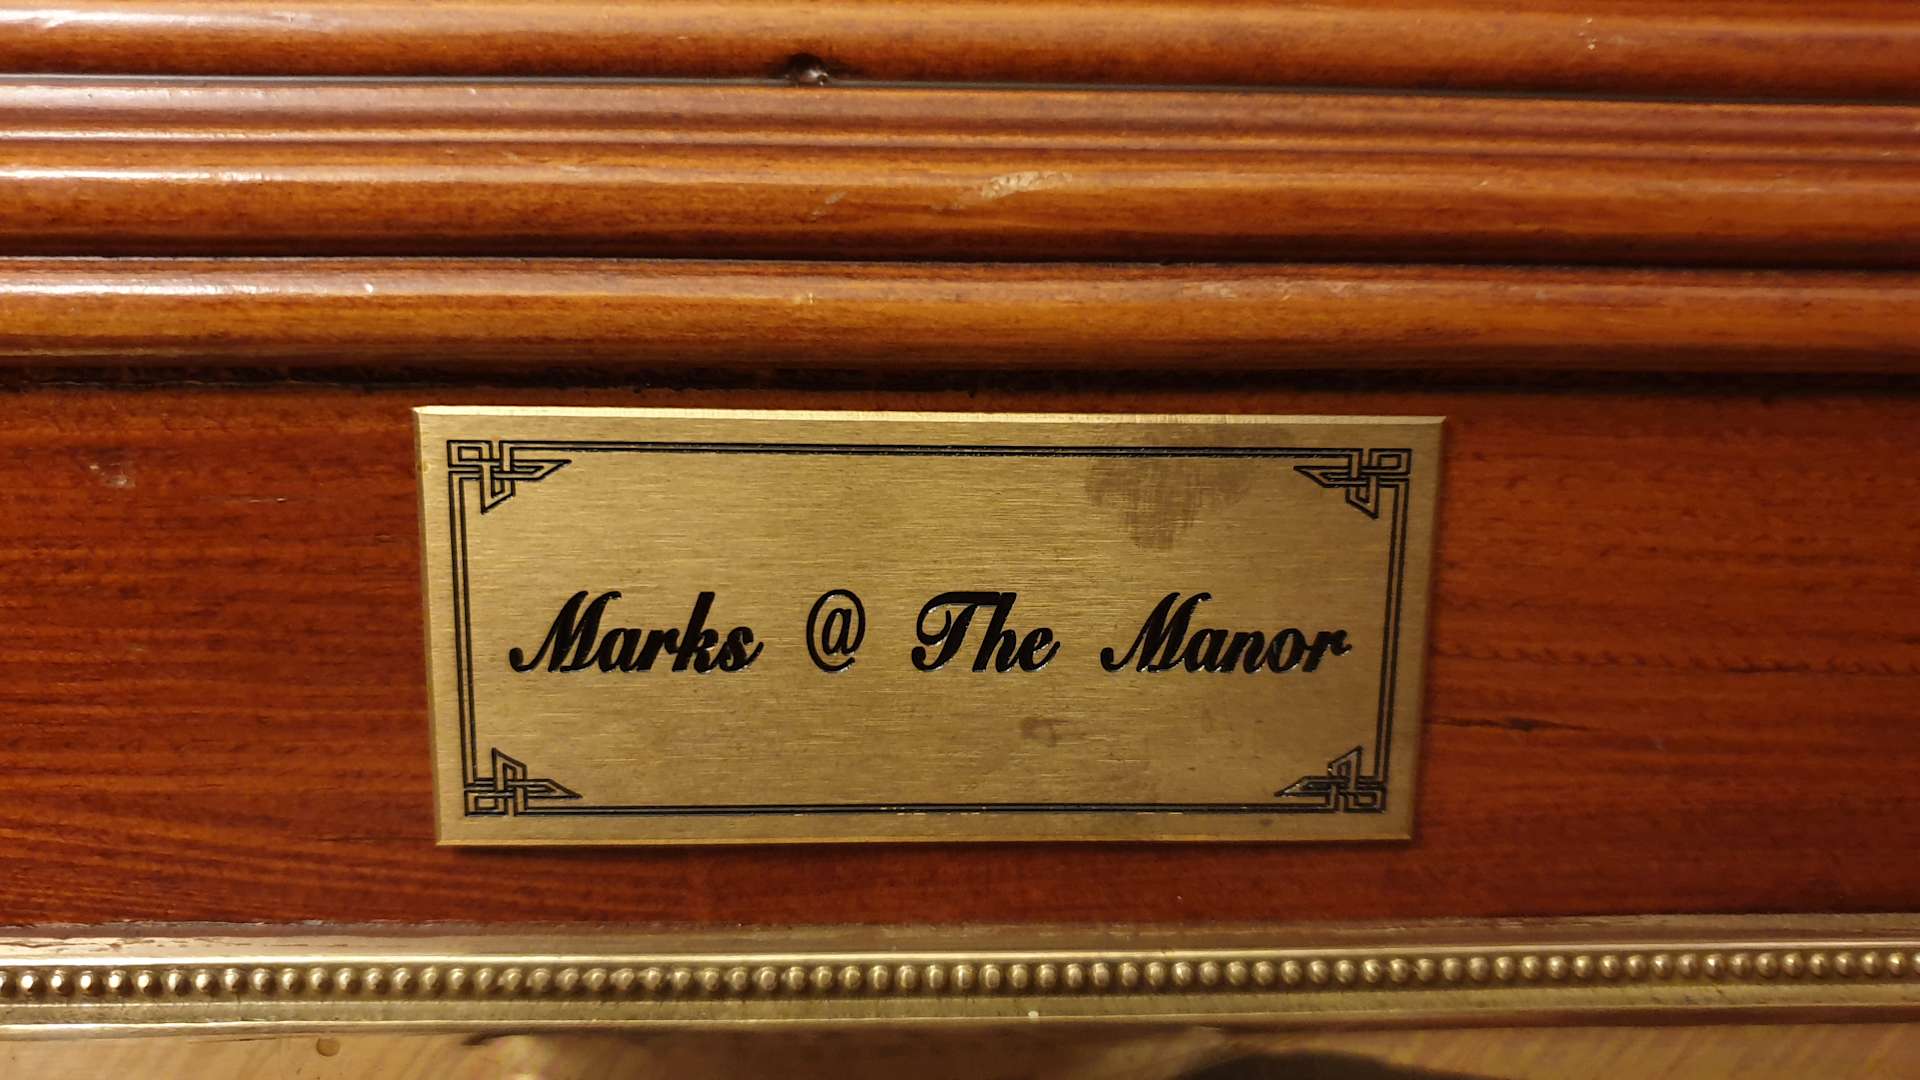 Marks @ The Manor